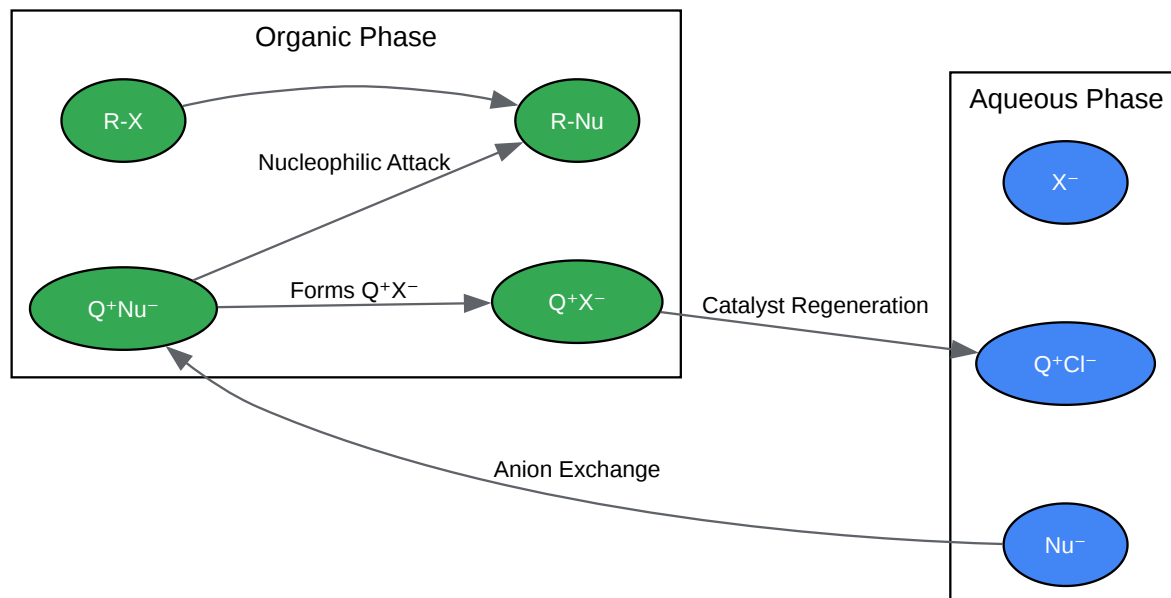 Organic Phase
R-X
R-Nu
Nucleophilic Attack
Q⁺Nu⁻
Forms Q⁺X⁻
Q⁺X⁻
Catalyst Regeneration
Anion Exchange
Aqueous Phase
X⁻
Q⁺Cl⁻
Nu⁻